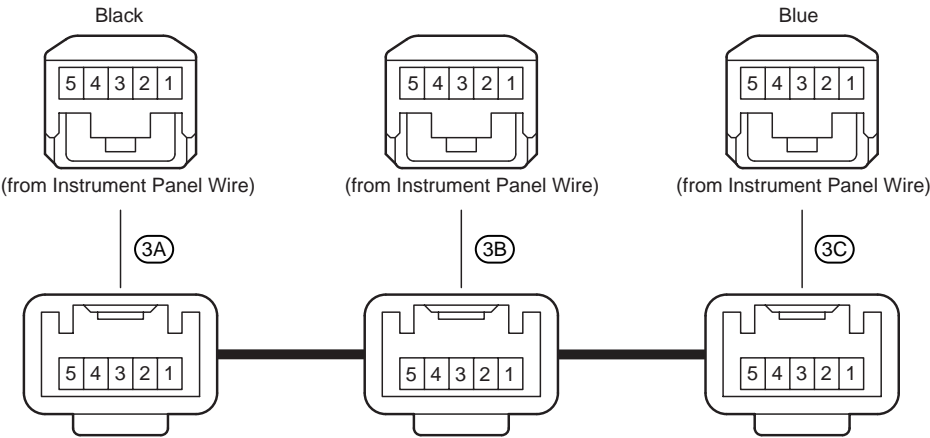 Black Blue
5 4 3 2 1 5 4 3 2 1 5 4 3 2 1
(from Instrument Panel Wire) (from Instrument Panel Wire) (from Instrument Panel Wire)
3A 3B 3C
5 4 3 2 1 5 4 3 2 1 5 4 3 2 1